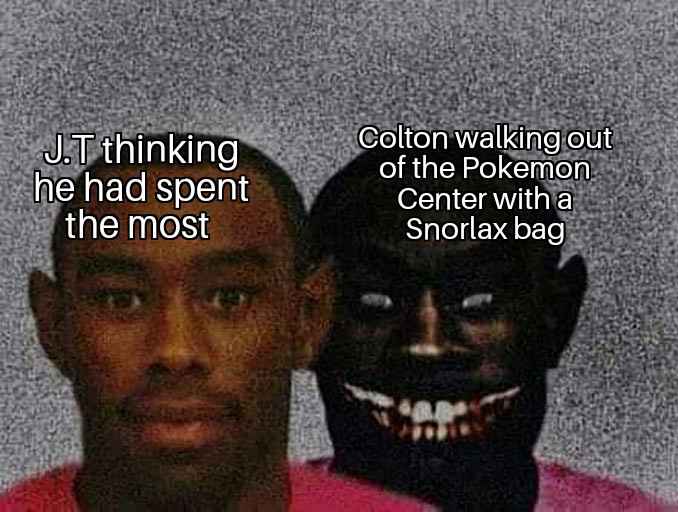 J.T thinking
he had spent
the most
Colton walking out
of the Pokemon
Center with a
Snorlax bag